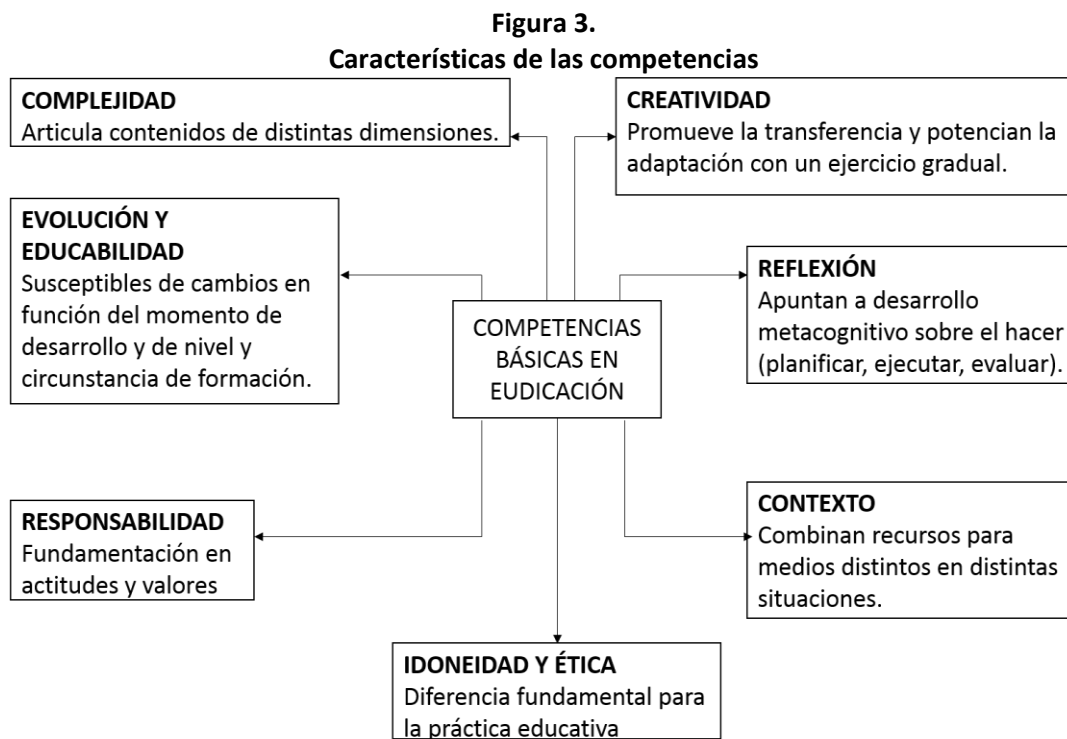 Figura 3.
Características de las competencias
COMPLEJIDAD
Articula contenidos de distintas dimensiones.
CREATIVIDAD
Promueve la transferencia y potencian la
adaptación con un ejercicio gradual.
EVOLUCIÓN Y
EDUCABILIDAD
Susceptibles de cambios en
función del momento de
desarrollo y de nivel y
circunstancia de formación.
REFLEXIÓN
Apuntan a desarrollo
metacognitivo sobre el hacer
(planificar, ejecutar, evaluar).
COMPETENCIAS
BÁSICAS EN
EUDICACIÓN
RESPONSABILIDAD
Fundamentación en
actitudes y valores
CONTEXTO
Combinan recursos para
medios distintos en distintas
situaciones.
IDONEIDAD Y ÉTICA
Diferencia fundamental para
la práctica educativa